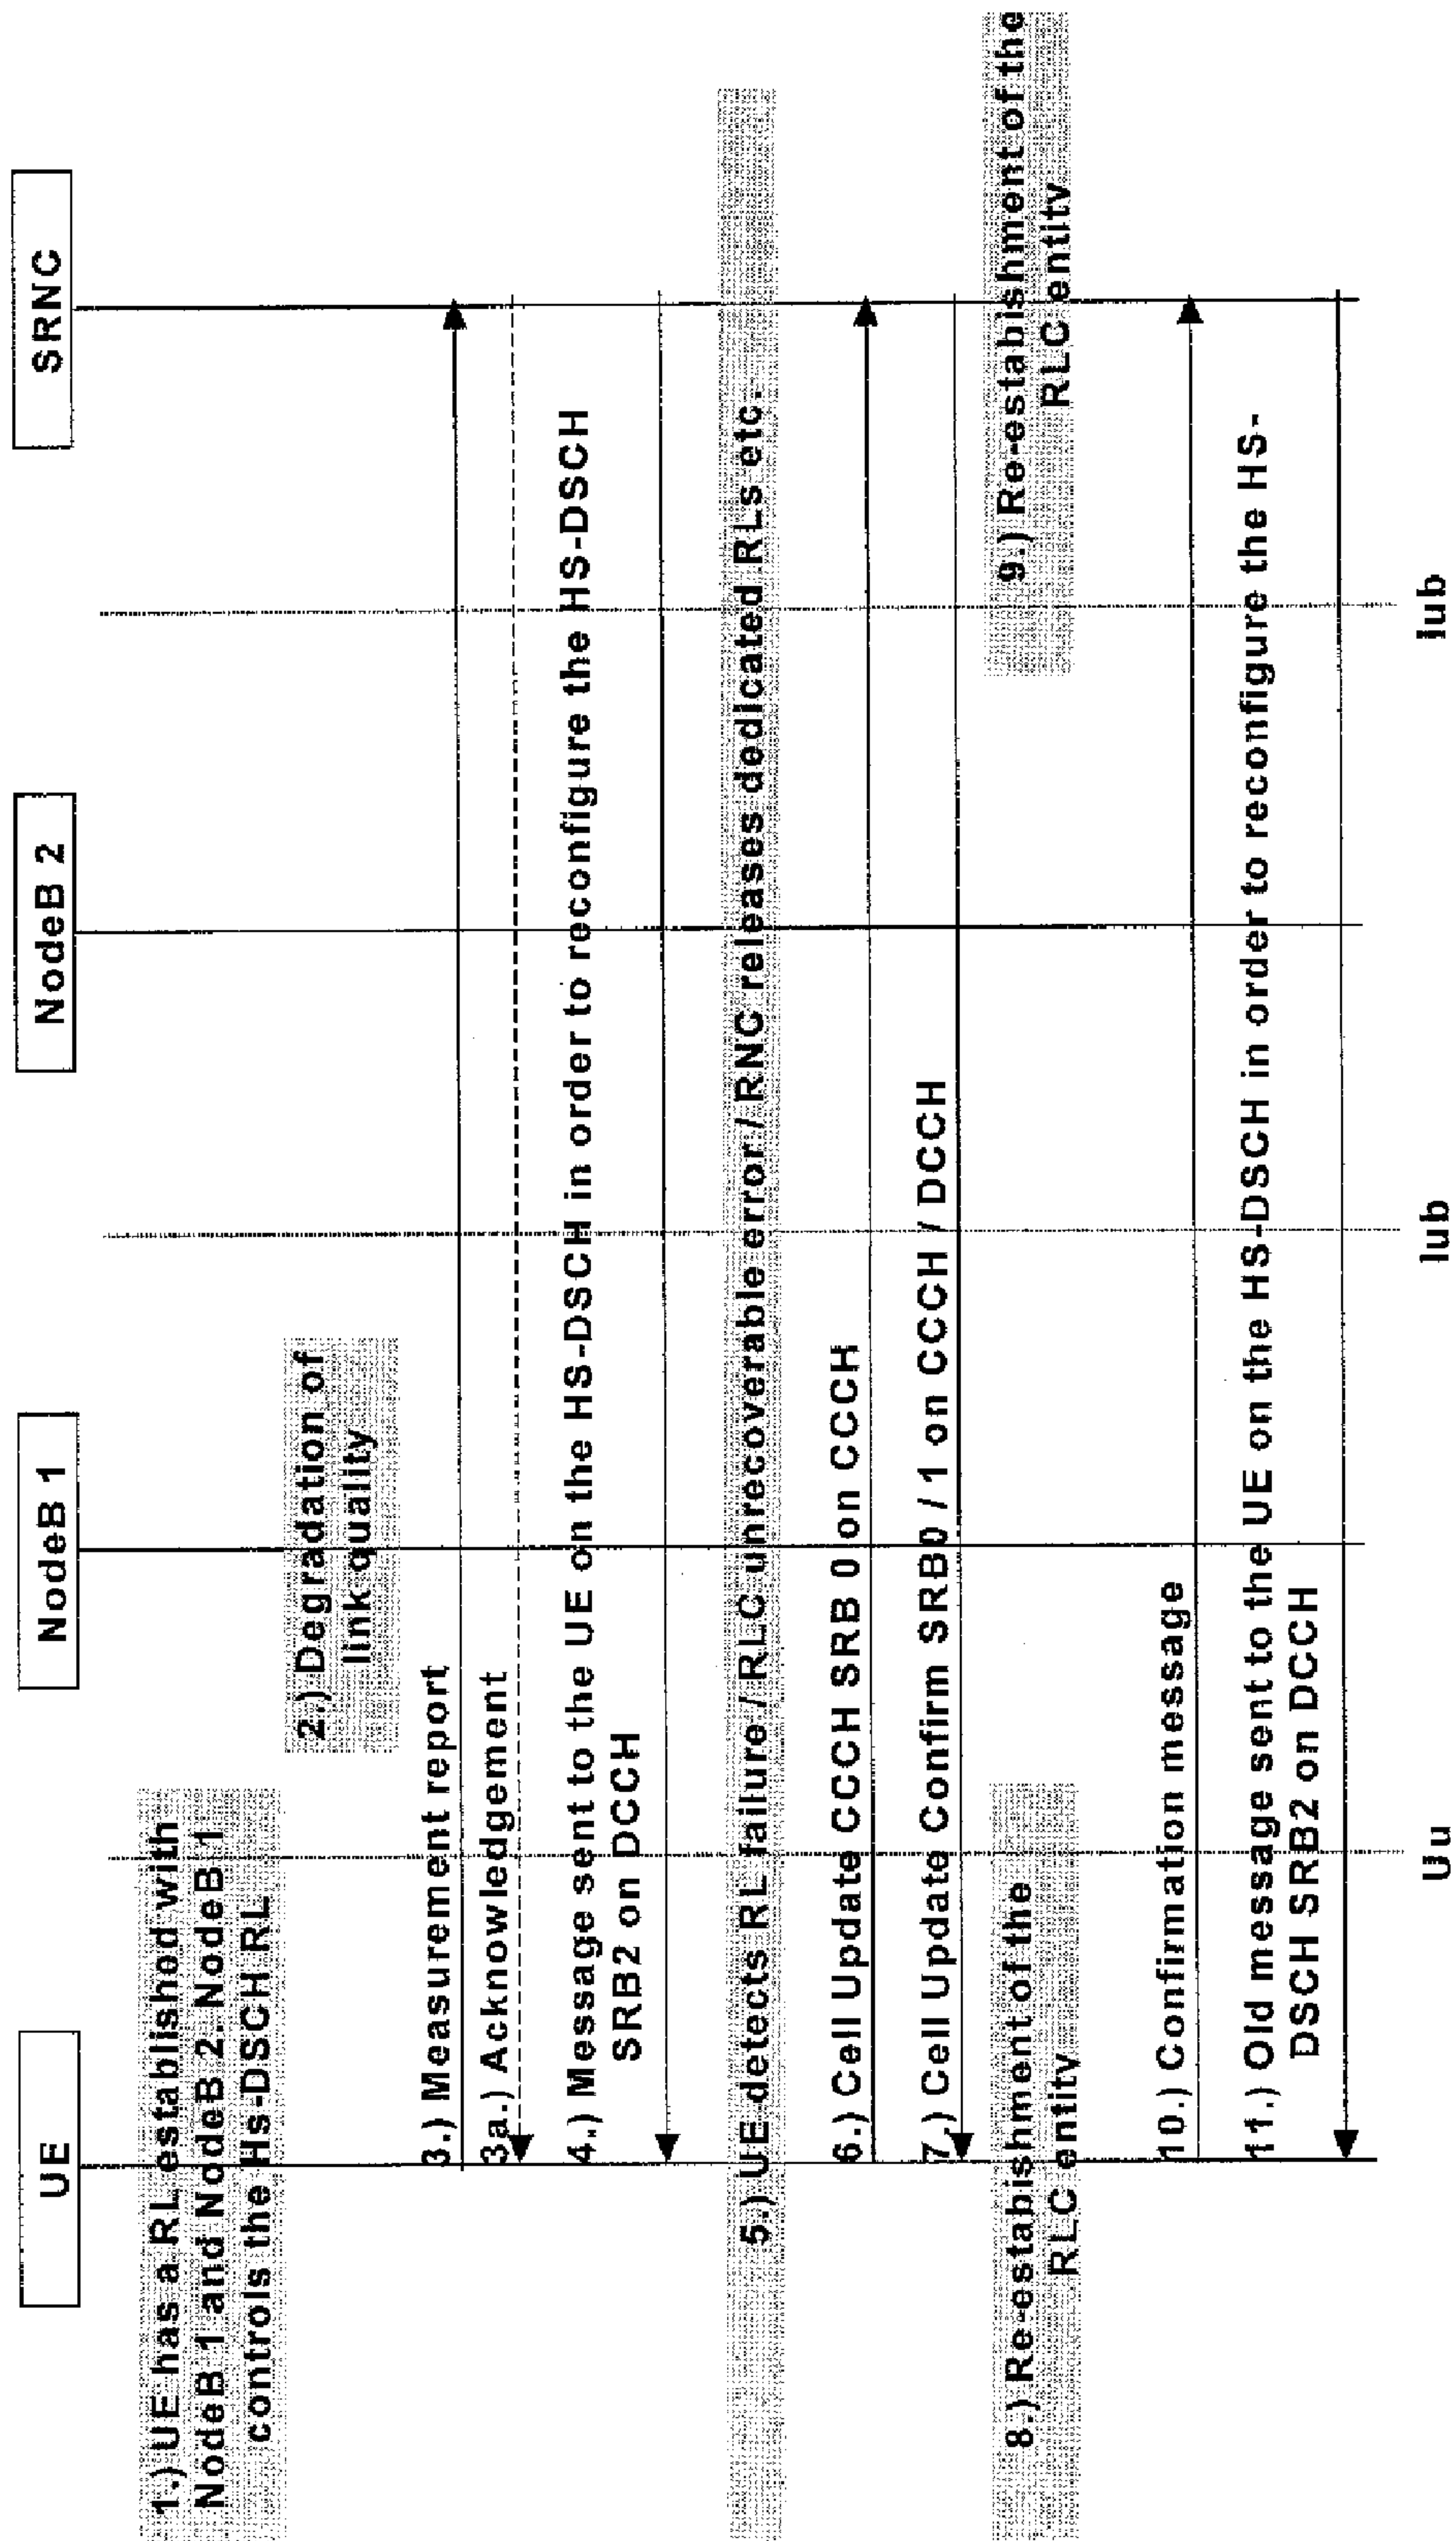 UE
NodeB 1
NodeB 2
SRNC
1.) UE has a RL established with
NodeB 1 and NodeB 2. NodeB 1
controls the Hs-DSCH RL
2.) Degradation of
link quality
3.) Measurement report
3a.) Acknowledgement
4.) Message sent to the UE on the HS-DSCH in order to reconfigure the HS-DSCH
SRB2 on DCCH
5.) UE detects RL failure / RLC unrecoverable error / RNC releases dedicated RLs etc.
6.) Cell Update CCCH SRB 0 on CCCH
7.) Cell Update Confirm SRB0 / 1 on CCCH / DCCH
8.) Re-estabishment of the
RLC entity
9.) Re-establishment of the
RLC entity
10.) Confirmation message
11.) Old message sent to the UE on the HS-DSCH in order to reconfigure the HS-
DSCH SRB2 on DCCH
Uu
Iub
Iub